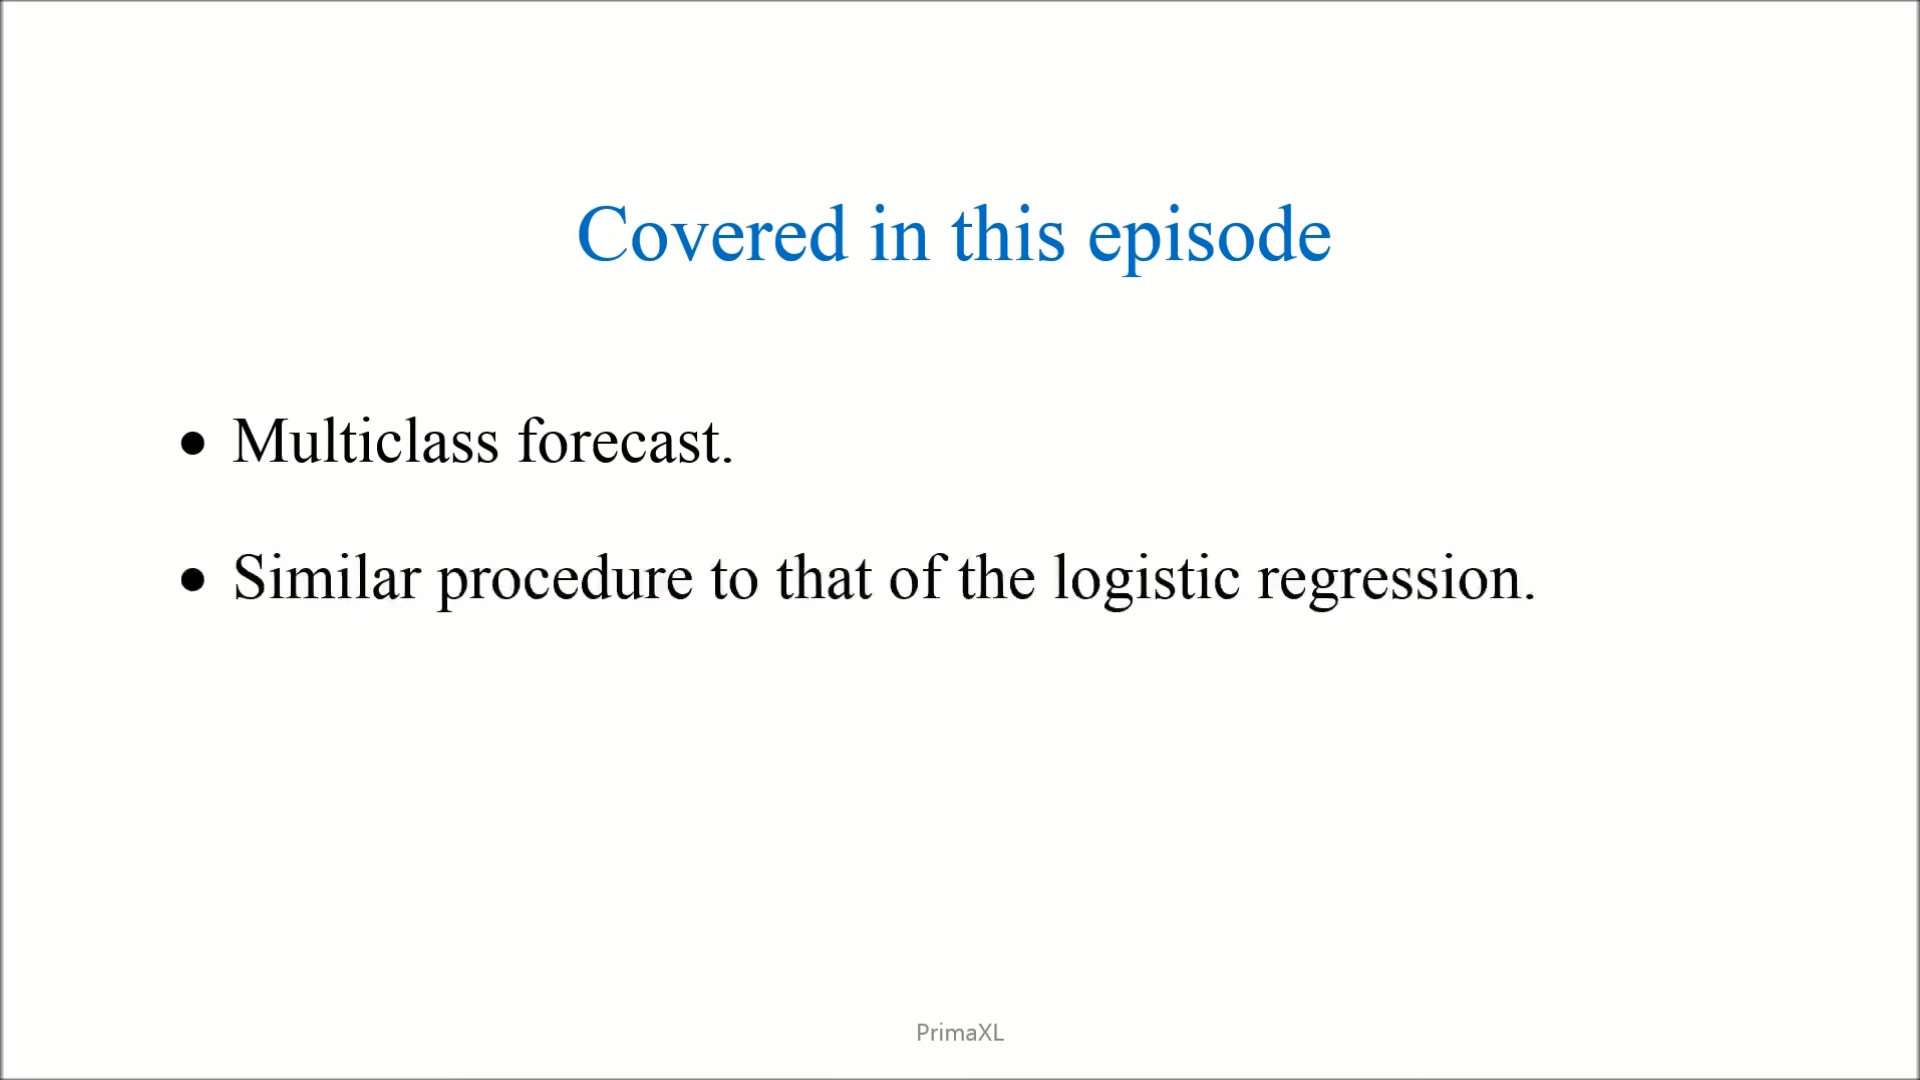 Covered in this episode
• Multiclass forecast.
• Similar procedure to that of the logistic regression.
PrimaXL